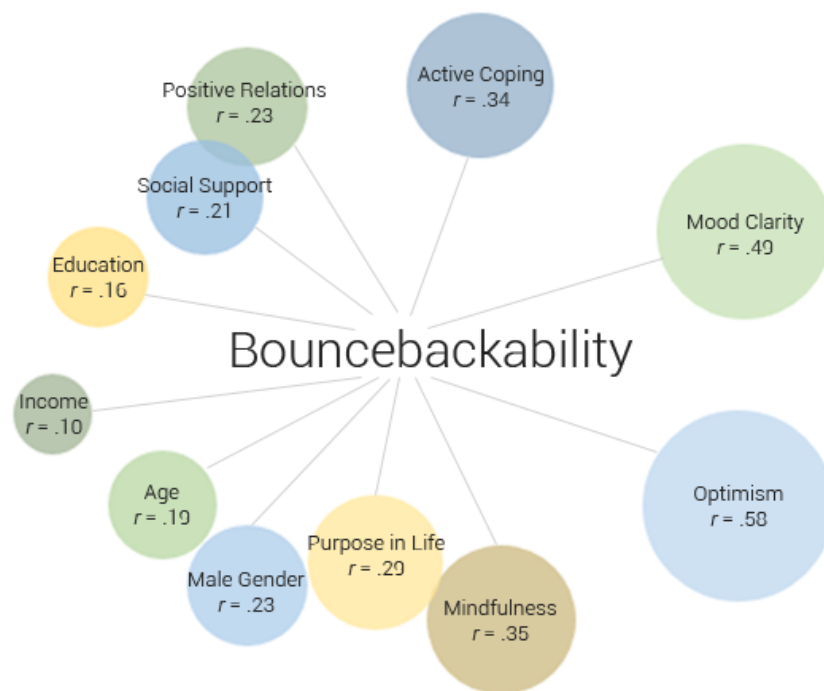 Active Coping
r = .34
Positive Relations
r = .23
Social Support
r = .21
Mood Clarity
r = .49
Education
r = .16
Bouncebackability
Income
r = .10
Age
r = .19
Optimism
r = .58
Purpose in Life
r = .29
Male Gender
r = .23
Mindfulness
r = .35